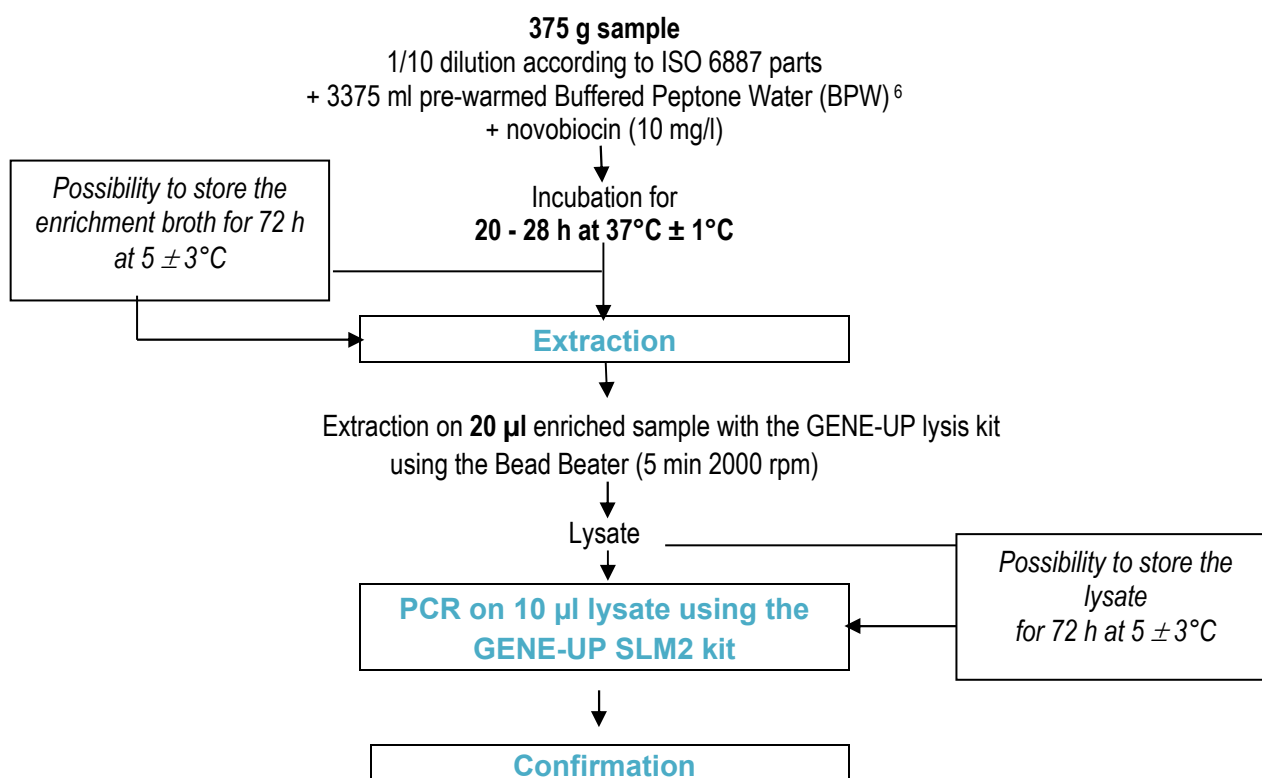 375 g sample
1/10 dilution according to ISO 6887 parts
+ 3375 ml pre-warmed Buffered Peptone Water (BPW) 6
+ novobiocin (10 mg/l)
Possibility to store the
enrichment broth for 72 h
at 5 ± 3°C
Incubation for
20 - 28 h at 37°C ± 1°C
Extraction
Extraction on 20 µl enriched sample with the GENE-UP lysis kit
using the Bead Beater (5 min 2000 rpm)
Lysate
Possibility to store the
lysate
for 72 h at 5 ± 3°C
PCR on 10 µl lysate using the
GENE-UP SLM2 kit
Confirmation